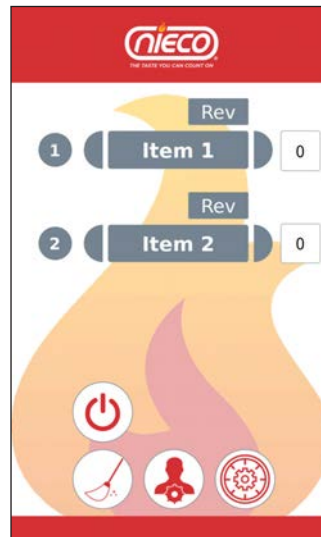 NIECO
THE TASTE YOU CAN COUNT ON
Rev
1 Item 1 0
Rev
2 Item 2 0